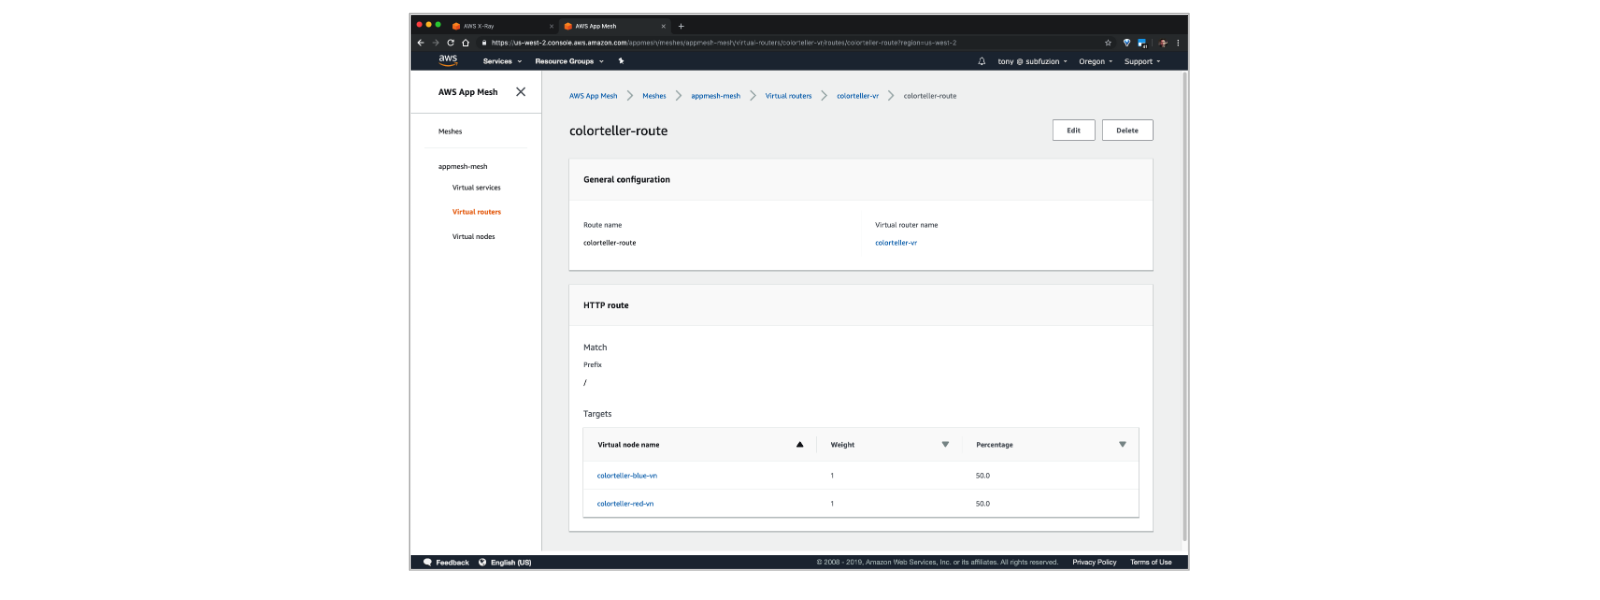 AWS X-Ray
AWS App Mesh
https://us-west-2.console.aws.amazon.com/appmesh/meshes/appmesh-mesh/virtual-routers/colorteller-vr/routes/colorteller-route?region=us-west-2
aws Services Resource Groups tony @ subfuzion Oregon Support
AWS App Mesh
Meshes
appmesh-mesh
Virtual services
Virtual routers
Virtual nodes
AWS App Mesh Meshes appmesh-mesh Virtual routers colorteller-vr colorteller-route
colorteller-route Edit Delete
General configuration
Route name Virtual router name
colorteller-route colorteller-vr
HTTP route
Match
Prefix
/
Targets
Virtual node name Weight Percentage
colorteller-blue-vn 1 50.0
colorteller-red-vn 1 50.0
Feedback English (US) © 2008 - 2019, Amazon Web Services, Inc. or its affiliates. All rights reserved. Privacy Policy Terms of Use